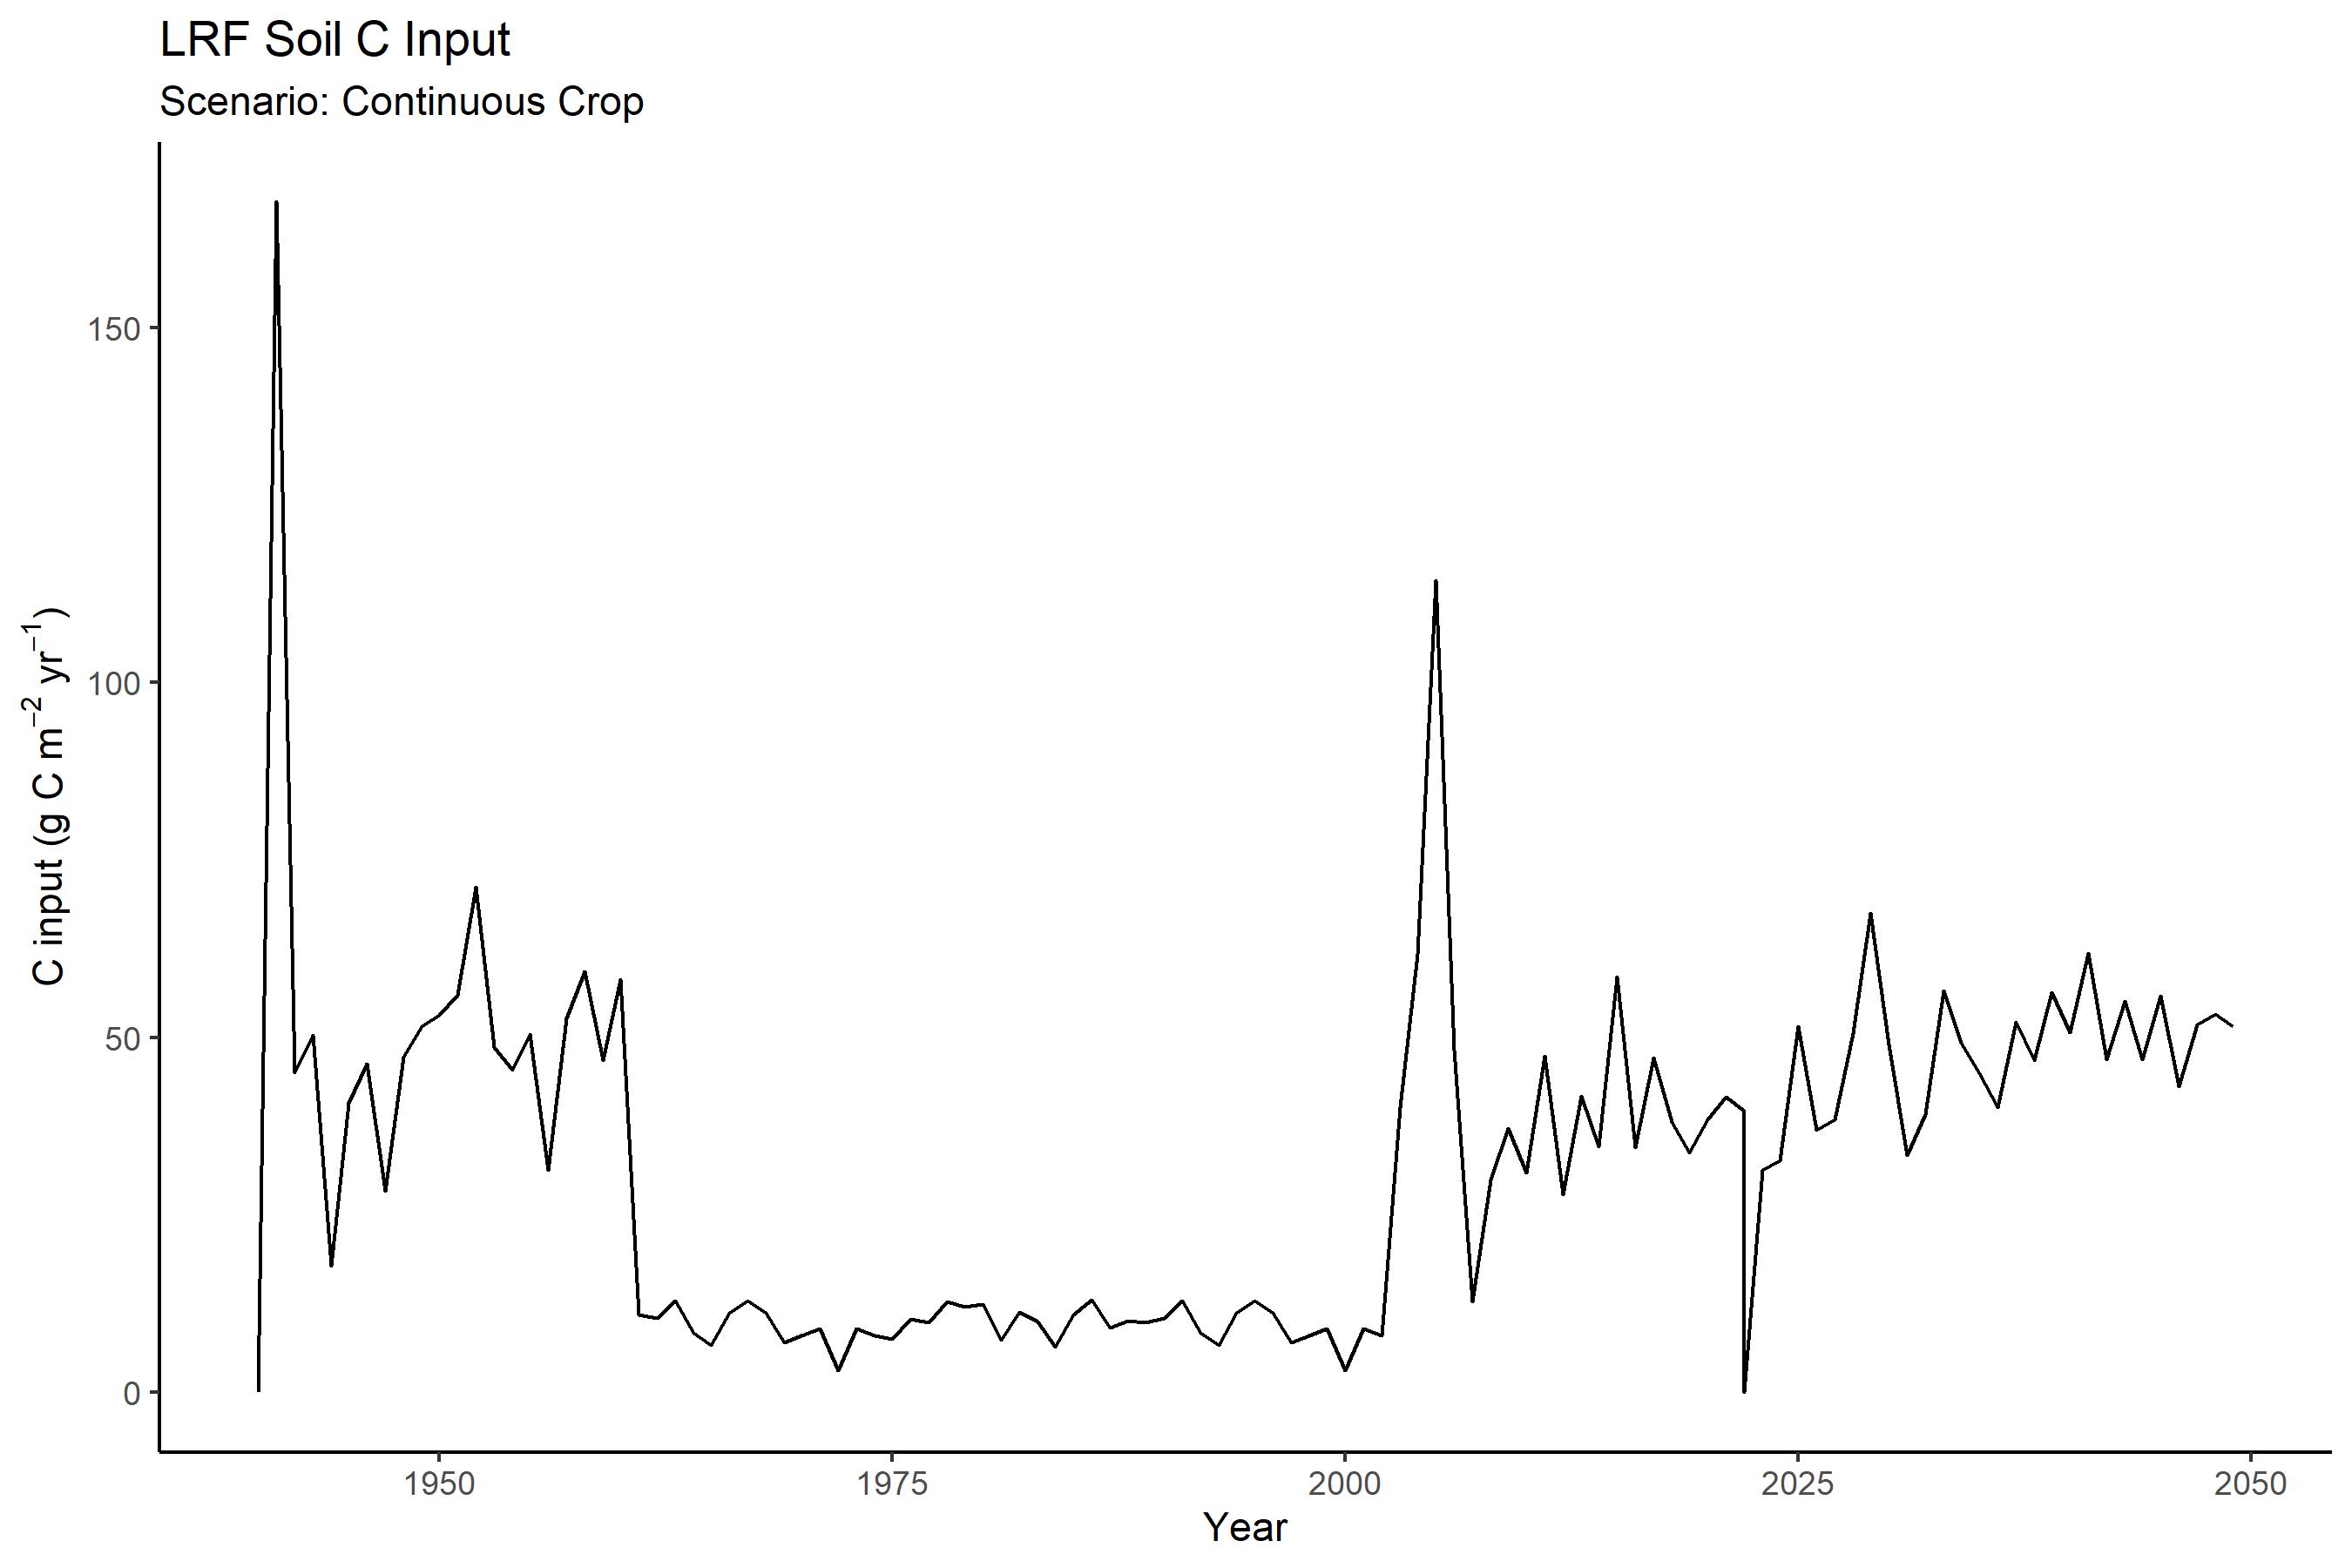 LRF Soil C Input
Scenario: Continuous Crop
C input (g C m⁻² yr⁻¹)
150
100
50
0
1950 1975 2000 2025 2050
Year